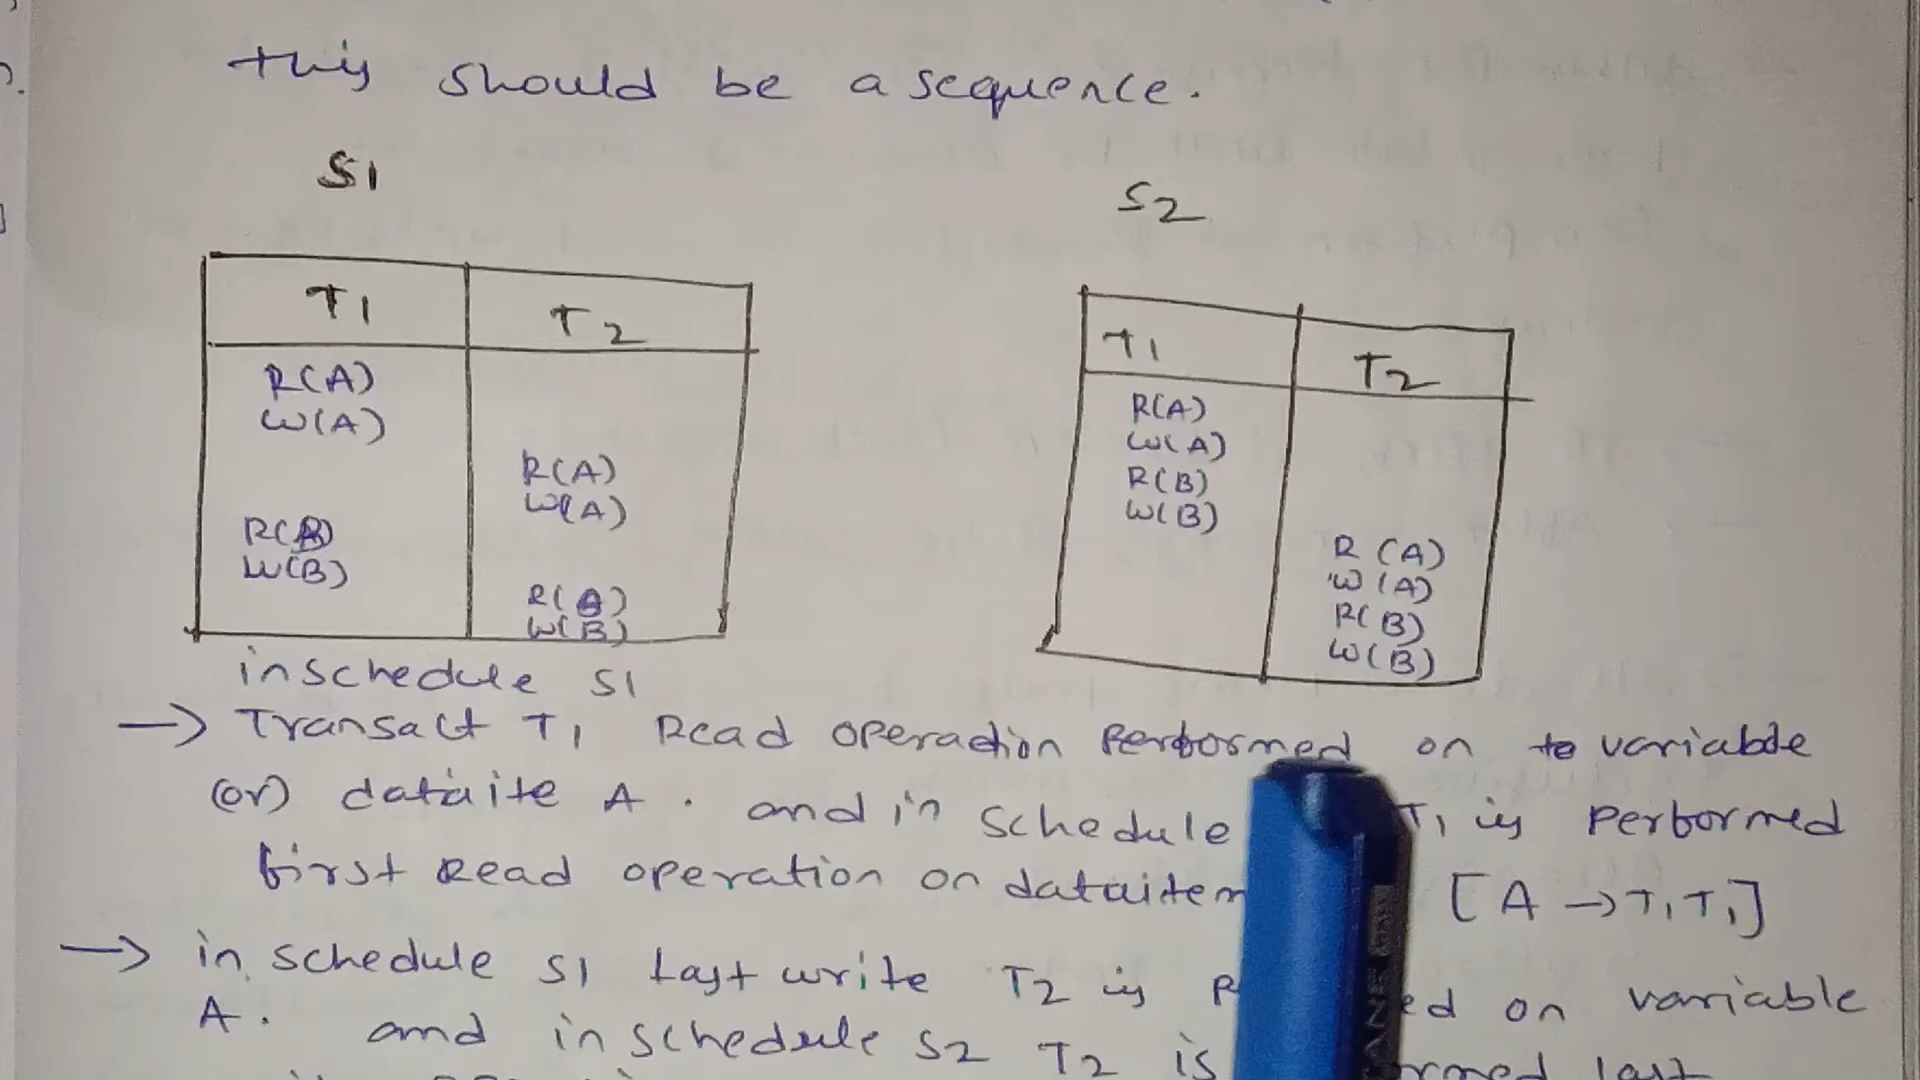 this should be a sequence.
S1
S2
T1 T2
R(A)
W(A)
R(A)
W(A)
R(B)
W(B)
R(B)
W(B)
T1 T2
R(A)
W(A)
R(B)
W(B)
R (A)
W (A)
R( B)
W(B)
in schedule S1
→ Transact T1 Read operation performed on to variable
(or) dataite A . and in schedule T1 is performed
first Read operation on dataitem [A → T1 T1]
→ in schedule S1 Last write T2 is ed on variable
A . and in schedule S2 T2 is last